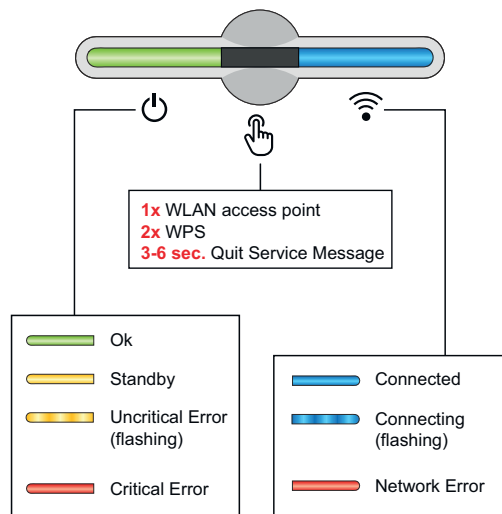 1x WLAN access point
2x WPS
3-6 sec. Quit Service Message
Ok
Standby
Uncritical Error
(flashing)
Critical Error
Connected
Connecting
(flashing)
Network Error